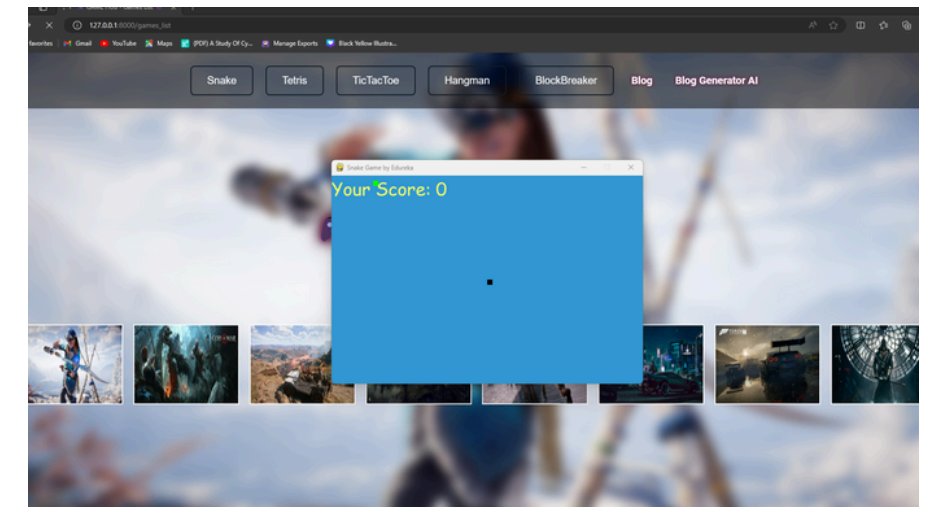 127.0.0.1:8000/games_list
favorites Gmail YouTube Maps (PDF) A Study Of Cy... Manage Exports Black Yellow Illustra...
Snake Tetris TicTacToe Hangman BlockBreaker Blog Blog Generator AI
Snake Game by Edureka
Your Score: 0